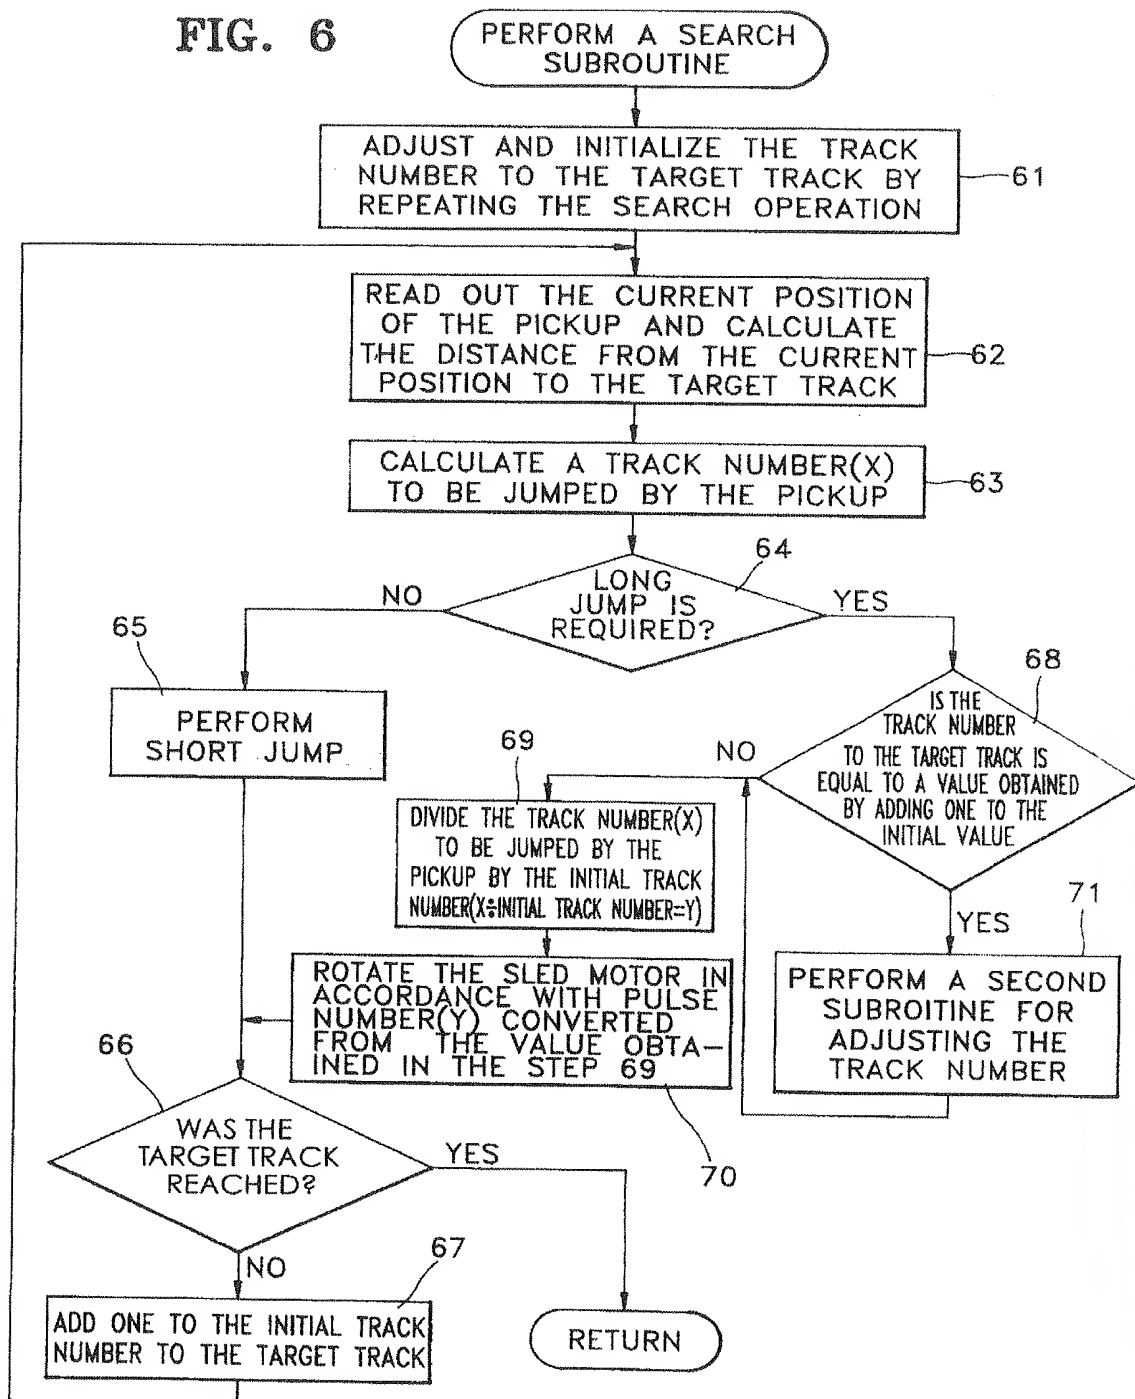 FIG. 6
PERFORM A SEARCH
SUBROUTINE
ADJUST AND INITIALIZE THE TRACK
NUMBER TO THE TARGET TRACK BY
REPEATING THE SEARCH OPERATION
61
READ OUT THE CURRENT POSITION
OF THE PICKUP AND CALCULATE
THE DISTANCE FROM THE CURRENT
POSITION TO THE TARGET TRACK
62
CALCULATE A TRACK NUMBER(X)
TO BE JUMPED BY THE PICKUP
63
64
LONG
JUMP IS
REQUIRED?
NO
YES
65
PERFORM
SHORT JUMP
68
IS THE
TRACK NUMBER
TO THE TARGET TRACK IS
EQUAL TO A VALUE OBTAINED
BY ADDING ONE TO THE
INITIAL VALUE
NO
YES
69
DIVIDE THE TRACK NUMBER(X)
TO BE JUMPED BY THE
PICKUP BY THE INITIAL TRACK
NUMBER(X÷INITIAL TRACK NUMBER=Y)
71
PERFORM A SECOND
SUBROITINE FOR
ADJUSTING THE
TRACK NUMBER
ROTATE THE SLED MOTOR IN
ACCORDANCE WITH PULSE
NUMBER(Y) CONVERTED
FROM THE VALUE OBTA-
INED IN THE STEP 69
70
66
WAS THE
TARGET TRACK
REACHED?
YES
NO
67
ADD ONE TO THE INITIAL TRACK
NUMBER TO THE TARGET TRACK
RETURN